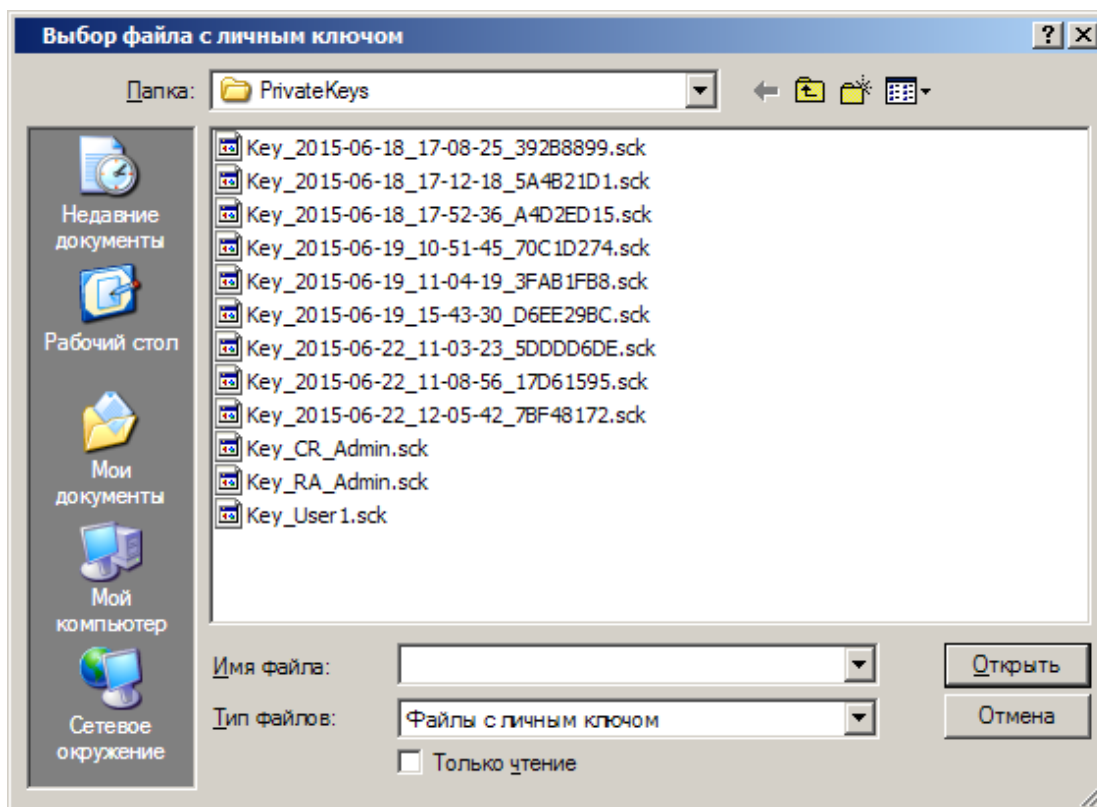 Выбор файла с личным ключом
Папка: PrivateKeys
Недавние
документы
Рабочий стол
Мои
документы
Мой
компьютер
Сетевое
окружение
Key_2015-06-18_17-08-25_392B8899.sck
Key_2015-06-18_17-12-18_5A4B21D1.sck
Key_2015-06-18_17-52-36_A4D2ED15.sck
Key_2015-06-19_10-51-45_70C1D274.sck
Key_2015-06-19_11-04-19_3FAB1FB8.sck
Key_2015-06-19_15-43-30_D6EE29BC.sck
Key_2015-06-22_11-03-23_5DDDD6DE.sck
Key_2015-06-22_11-08-56_17D61595.sck
Key_2015-06-22_12-05-42_7BF48172.sck
Key_CR_Admin.sck
Key_RA_Admin.sck
Key_User1.sck
Имя файла:
Открыть
Тип файлов: Файлы с личным ключом
Отмена
Только чтение